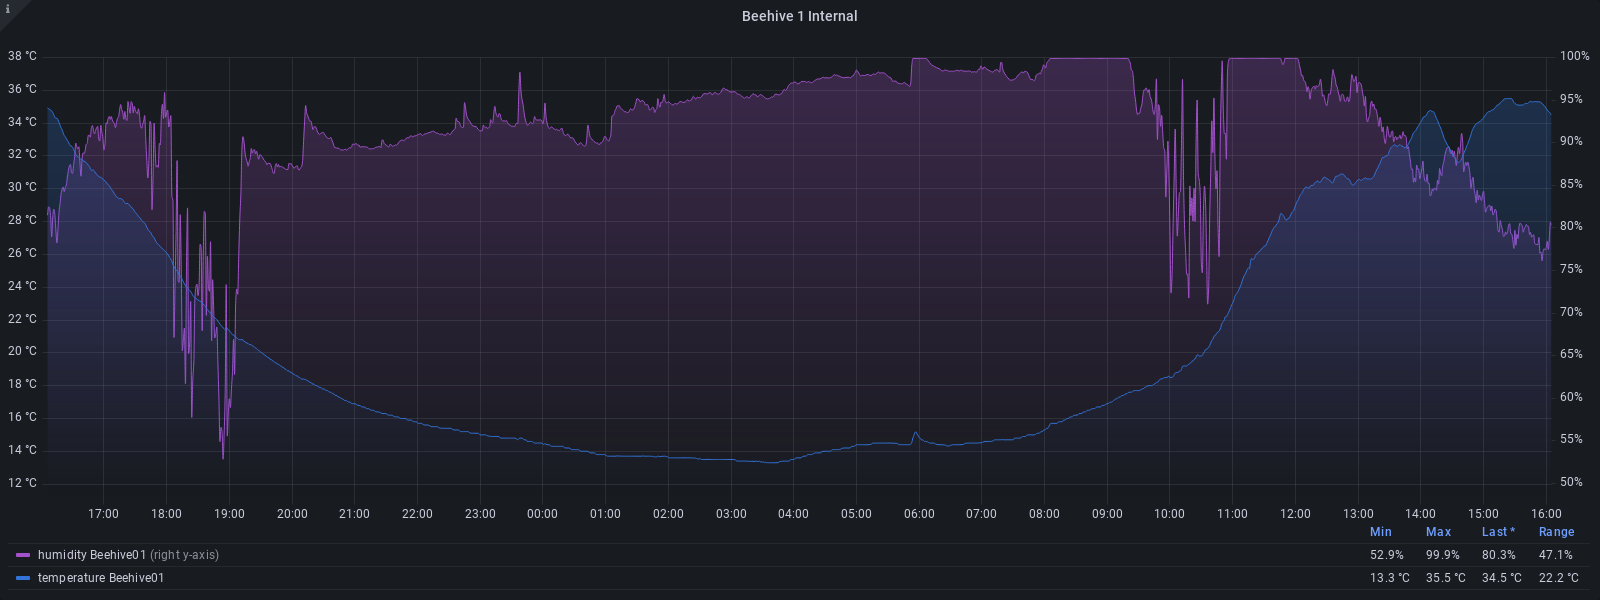 i
Beehive 1 Internal
38 °C 100%
36 °C 95%
34 °C 90%
32 °C 85%
30 °C 80%
28 °C 75%
26 °C 70%
24 °C 65%
22 °C 60%
20 °C 55%
18 °C 50%
16 °C
14 °C
12 °C
17:00 18:00 19:00 20:00 21:00 22:00 23:00 00:00 01:00 02:00 03:00 04:00 05:00 06:00 07:00 08:00 09:00 10:00 11:00 12:00 13:00 14:00 15:00 16:00
Min Max Last * Range
humidity Beehive01 (right y-axis) 52.9% 99.9% 80.3% 47.1%
temperature Beehive01 13.3 °C 35.5 °C 34.5 °C 22.2 °C